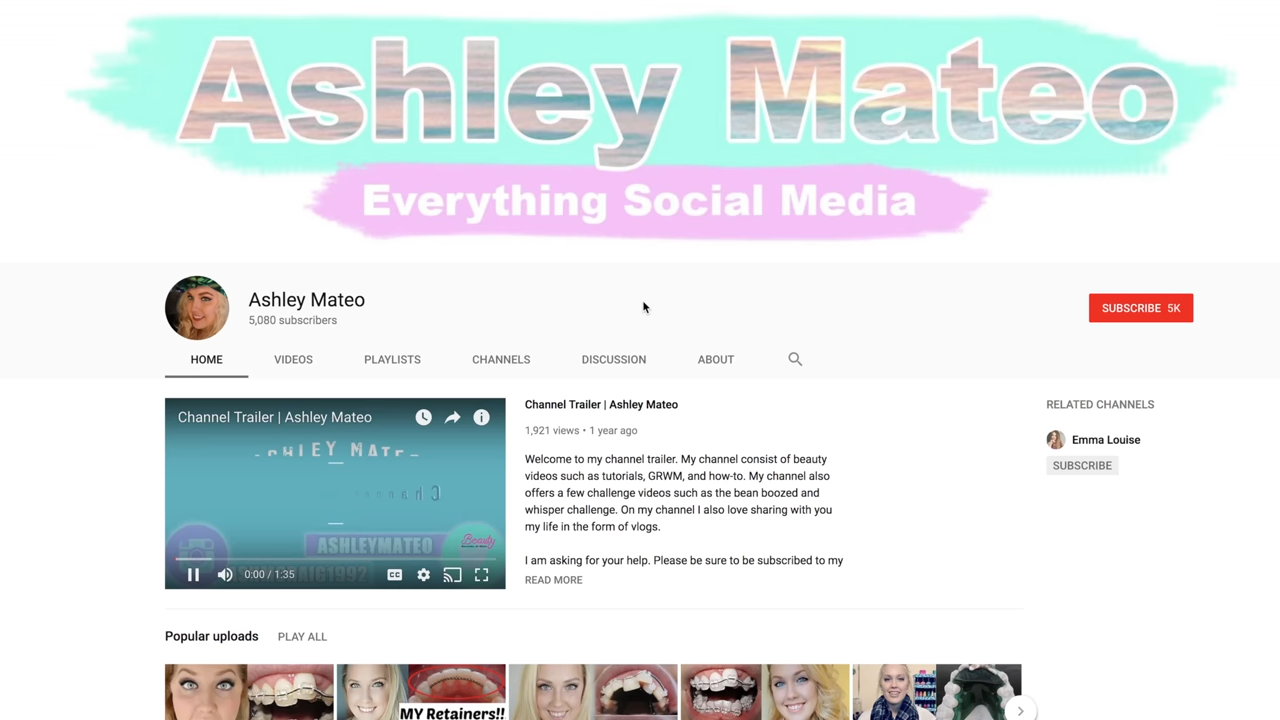 Ashley Mateo
Everything Social Media
Ashley Mateo
5,080 subscribers
SUBSCRIBE 5K
HOME VIDEOS PLAYLISTS CHANNELS DISCUSSION ABOUT
Channel Trailer | Ashley Mateo
ASHLEYMATEO
Beauty
0:00 / 1:35
CC
Channel Trailer | Ashley Mateo
1,921 views • 1 year ago
Welcome to my channel trailer. My channel consist of beauty
videos such as tutorials, GRWM, and how-to. My channel also
offers a few challenge videos such as the bean boozed and
whisper challenge. On my channel I also love sharing with you
my life in the form of vlogs.
I am asking for your help. Please be sure to be subscribed to my
READ MORE
RELATED CHANNELS
Emma Louise
SUBSCRIBE
Popular uploads PLAY ALL
MY Retainers!!